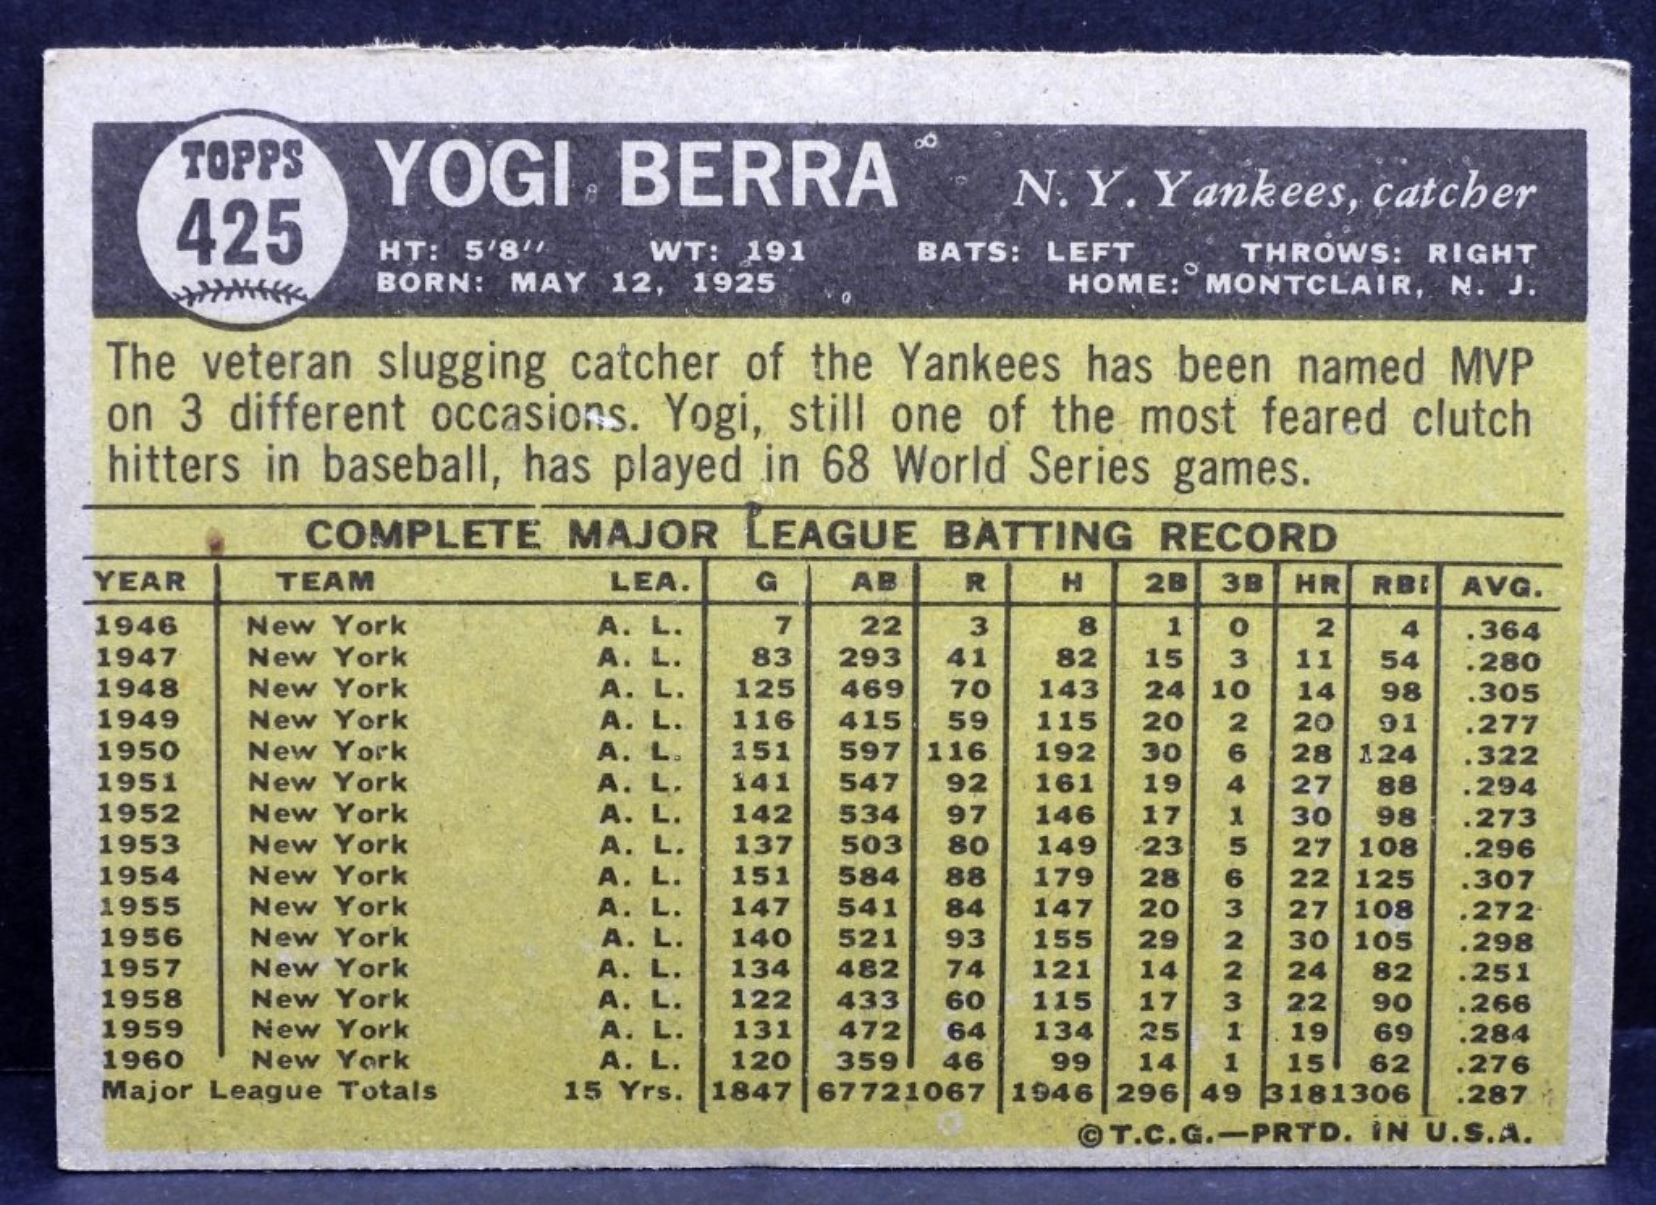 TOPPS
425
YOGI BERRA
N. Y. Yankees, catcher
HT: 5'8" WT: 191 BATS: LEFT THROWS: RIGHT
BORN: MAY 12, 1925 HOME: MONTCLAIR, N. J.
The veteran slugging catcher of the Yankees has been named MVP
on 3 different occasions. Yogi, still one of the most feared clutch
hitters in baseball, has played in 68 World Series games.
COMPLETE MAJOR LEAGUE BATTING RECORD
YEAR TEAM LEA. G AB R H 2B 3B HR RBI AVG.
1946 New York A. L. 7 22 3 8 1 0 2 4 .364
1947 New York A. L. 83 293 41 82 15 3 11 54 .280
1948 New York A. L. 125 469 70 143 24 10 14 98 .305
1949 New York A. L. 116 415 59 115 20 2 20 91 .277
1950 New York A. L. 151 597 116 192 30 6 28 124 .322
1951 New York A. L. 141 547 92 161 19 4 27 88 .294
1952 New York A. L. 142 534 97 146 17 1 30 98 .273
1953 New York A. L. 137 503 80 149 23 5 27 108 .296
1954 New York A. L. 151 584 88 179 28 6 22 125 .307
1955 New York A. L. 147 541 84 147 20 3 27 108 .272
1956 New York A. L. 140 521 93 155 29 2 30 105 .298
1957 New York A. L. 134 482 74 121 14 2 24 82 .251
1958 New York A. L. 122 433 60 115 17 3 22 90 .266
1959 New York A. L. 131 472 64 134 25 1 19 69 .284
1960 New York A. L. 120 359 46 99 14 1 15 62 .276
Major League Totals 15 Yrs. 1847 6772 1067 1946 296 49 318 1306 .287
©T.C.G.—PRTD. IN U.S.A.